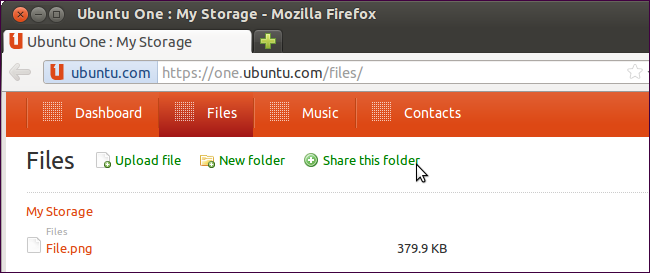 Ubuntu One : My Storage - Mozilla Firefox
Ubuntu One : My Storage
ubuntu.com https://one.ubuntu.com/files/
Dashboard Files Music Contacts
Files Upload file New folder Share this folder
My Storage
Files
File.png 379.9 KB